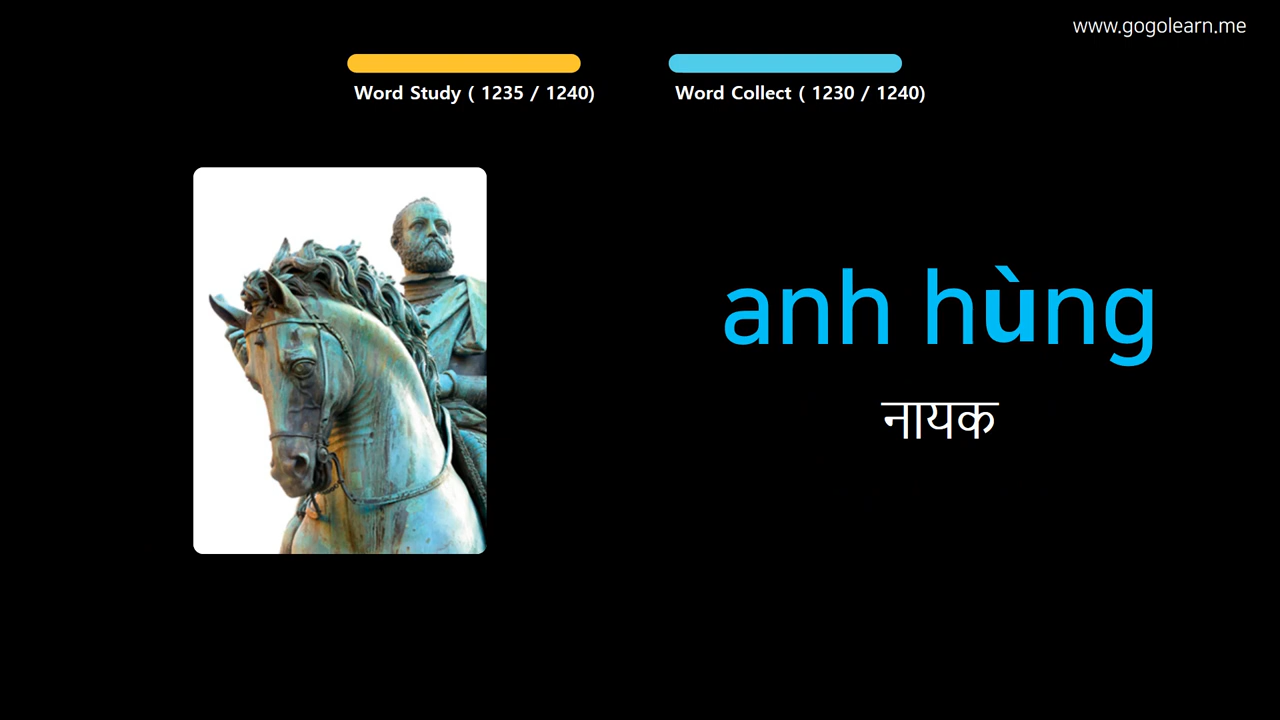 www.gogolearn.me
Word Study ( 1235 / 1240)
Word Collect ( 1230 / 1240)
anh hùng
नायक